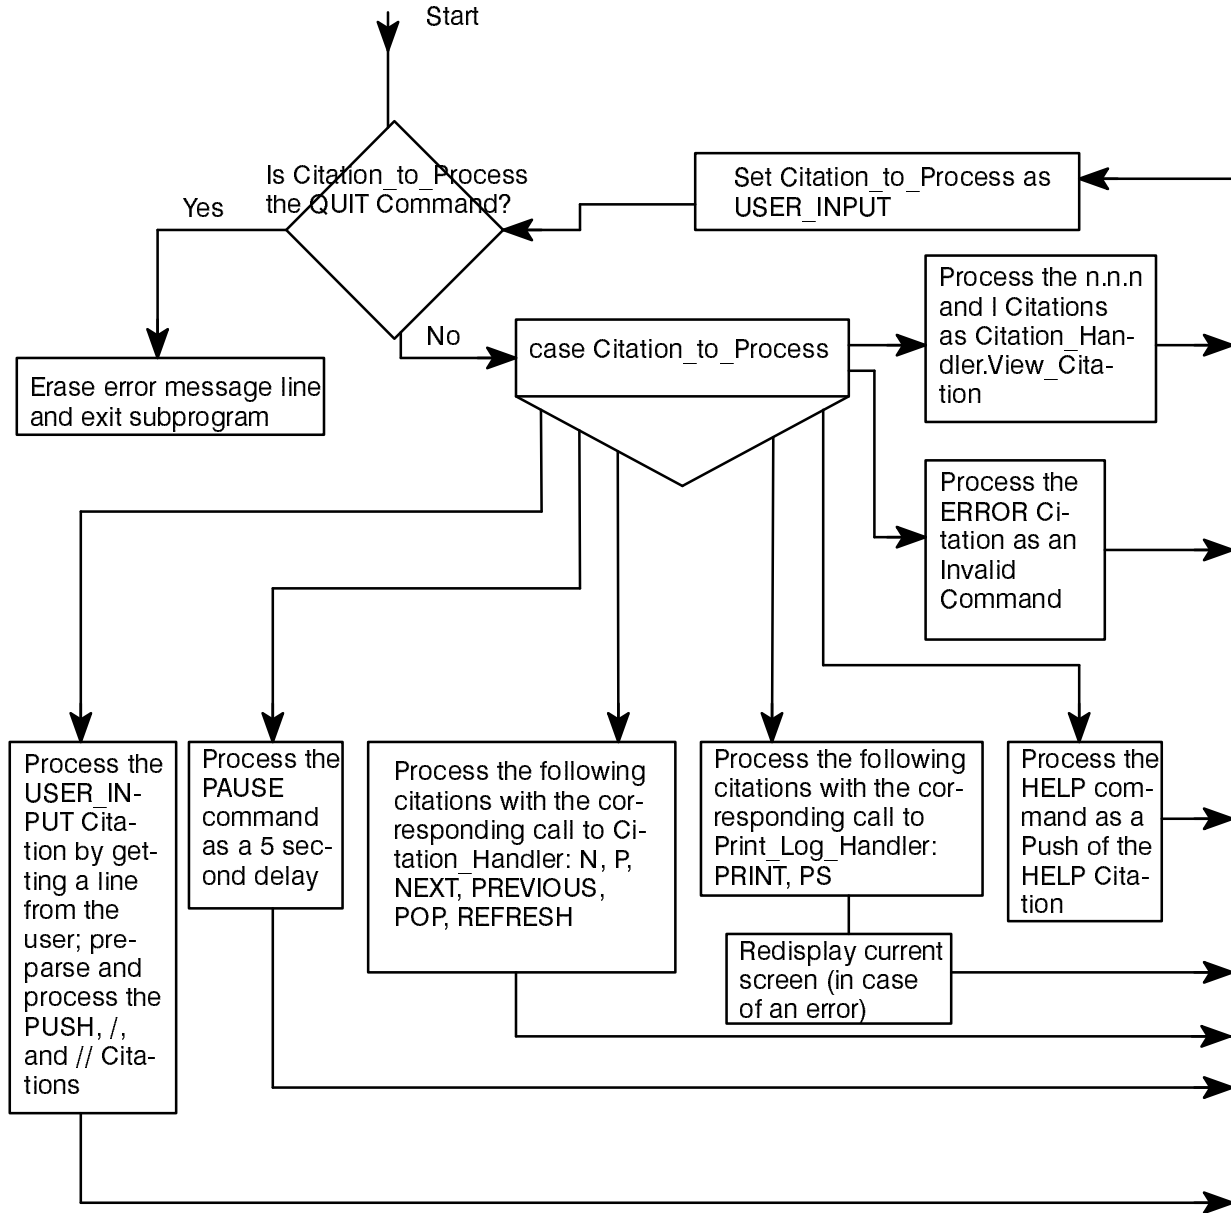 Start
Is Citation_to_Process
the QUIT Command?
Yes
No
Set Citation_to_Process as
USER_INPUT
Erase error message line
and exit subprogram
case Citation_to_Process
Process the n.n.n
and I Citations
as Citation_Han-
dler.View_Cita-
tion
Process the
ERROR Ci-
tation as an
Invalid
Command
Process the
USER_IN-
PUT Cita-
tion by get-
ting a line
from the
user; pre-
parse and
process the
PUSH, /,
and // Cita-
tions
Process the
PAUSE
command
as a 5 sec-
ond delay
Process the following
citations with the cor-
responding call to Ci-
tation_Handler: N, P,
NEXT, PREVIOUS,
POP, REFRESH
Process the following
citations with the cor-
responding call to
Print_Log_Handler:
PRINT, PS
Redisplay current
screen (in case
of an error)
Process the
HELP com-
mand as a
Push of the
HELP Cita-
tion